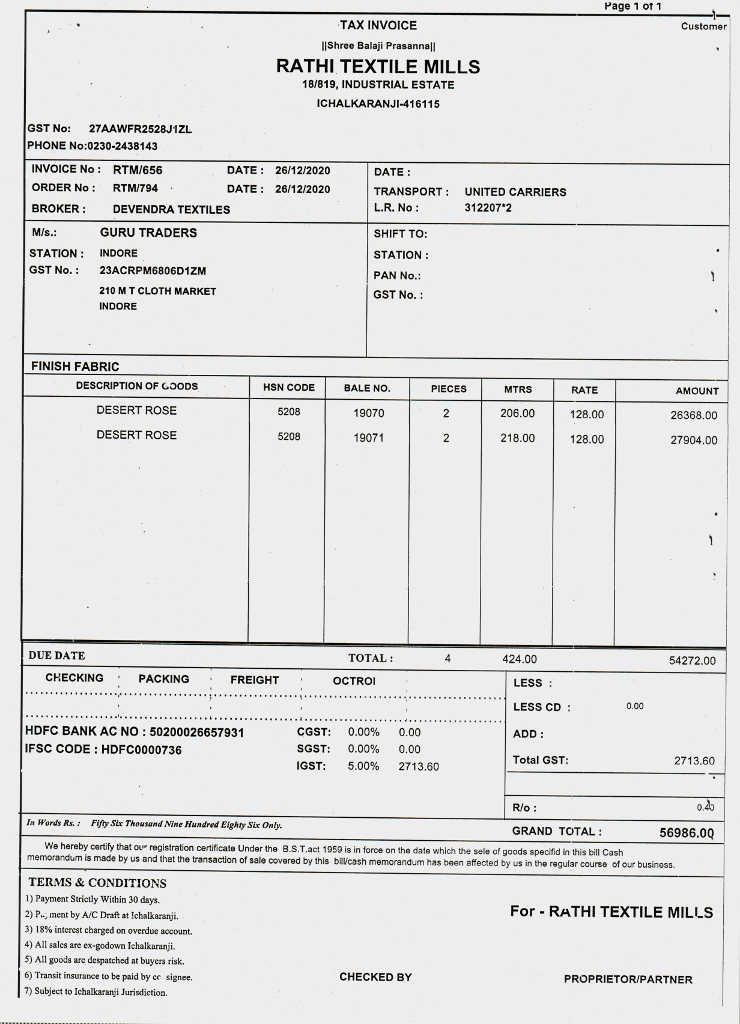 Page 1 of 1
TAX INVOICE
Customer
||Shree Balaji Prasanna||
RATHI TEXTILE MILLS
18/819, INDUSTRIAL ESTATE
ICHALKARANJI-416115
GST No: 27AAWFR2528J1ZL
PHONE No:0230-2438143
INVOICE No : RTM/656 DATE : 26/12/2020
ORDER No : RTM/794 DATE : 26/12/2020
BROKER : DEVENDRA TEXTILES
DATE :
TRANSPORT : UNITED CARRIERS
L.R. No : 312207*2
M/s.: GURU TRADERS
STATION : INDORE
GST No. : 23ACRPM6806D1ZM
210 M T CLOTH MARKET
INDORE
SHIFT TO:
STATION :
PAN No.:
GST No. :
FINISH FABRIC
DESCRIPTION OF GOODS HSN CODE BALE NO. PIECES MTRS RATE AMOUNT
DESERT ROSE 5208 19070 2 206.00 128.00 26368.00
DESERT ROSE 5208 19071 2 218.00 128.00 27904.00
DUE DATE TOTAL : 4 424.00 54272.00
CHECKING : PACKING : FREIGHT : OCTROI
HDFC BANK AC NO : 50200026657931
IFSC CODE : HDFC0000736
CGST: 0.00% 0.00
SGST: 0.00% 0.00
IGST: 5.00% 2713.60
LESS :
LESS CD : 0.00
ADD :
Total GST: 2713.60
R/o : 0.40
In Words Rs. : Fifty Six Thousand Nine Hundred Eighty Six Only.
GRAND TOTAL : 56986.00
We hereby certify that our registration certificate Under the B.S.T.act 1959 is in force on the date which the sele of goods specifid in this bill Cash
memorandum is made by us and that the transaction of sale covered by this bill/cash memorandum has been affected by us in the regular course of our business.
TERMS & CONDITIONS
1) Payment Strictly Within 30 days.
2) P..ment by A/C Draft at Ichalkaranji.
3) 18% interest charged on overdue account.
4) All sales are ex-godown Ichalkaranji.
5) All goods are despatched at buyers risk.
6) Transit insurance to be paid by co signee.
7) Subject to Ichalkaranji Jurisdiction.
For - RATHI TEXTILE MILLS
CHECKED BY
PROPRIETOR/PARTNER